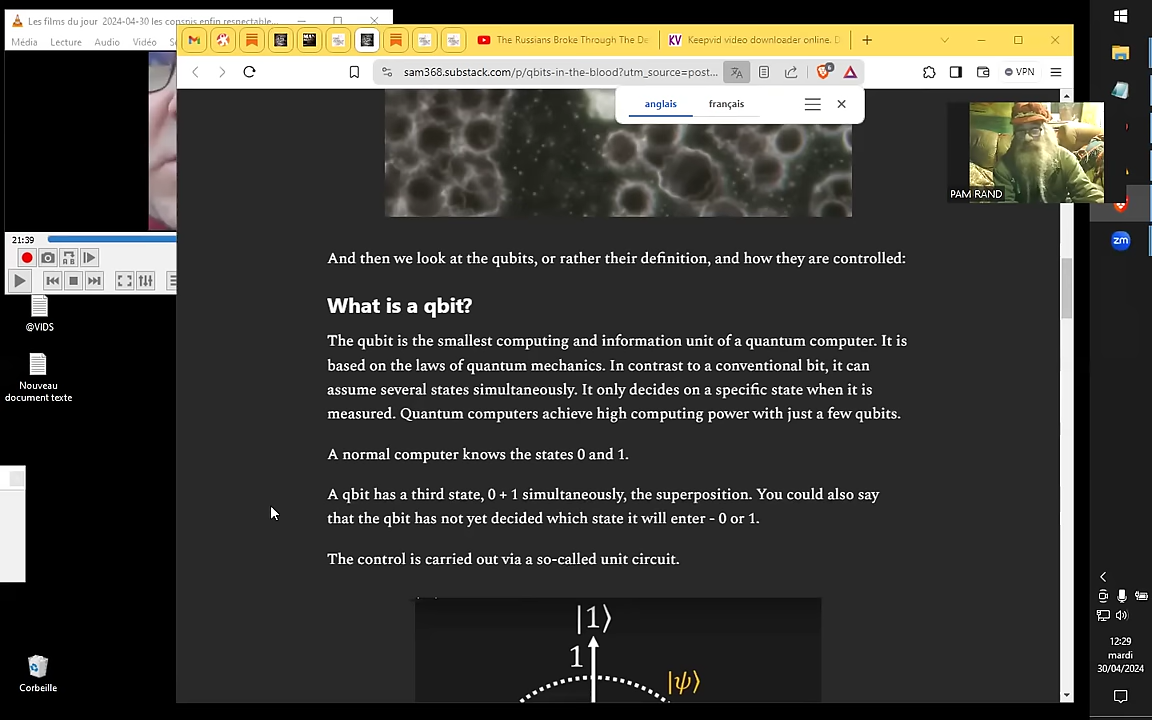 Les films du jour 2024-04-30 les conspis enfin respectable...
Média Lecture Audio Vidéo
21:39
@VIDS
Nouveau
document texte
Corbeille
The Russians Broke Through The De
Keepvid video downloader online. D
sam368.substack.com/p/qbits-in-the-blood?utm_source=post...
6
VPN
anglais français
PAM RAND
And then we look at the qubits, or rather their definition, and how they are controlled:
What is a qbit?
The qubit is the smallest computing and information unit of a quantum computer. It is
based on the laws of quantum mechanics. In contrast to a conventional bit, it can
assume several states simultaneously. It only decides on a specific state when it is
measured. Quantum computers achieve high computing power with just a few qubits.
A normal computer knows the states 0 and 1.
A qbit has a third state, 0 + 1 simultaneously, the superposition. You could also say
that the qbit has not yet decided which state it will enter - 0 or 1.
The control is carried out via a so-called unit circuit.
|1⟩
1
|ψ⟩
zm
12:29
mardi
30/04/2024